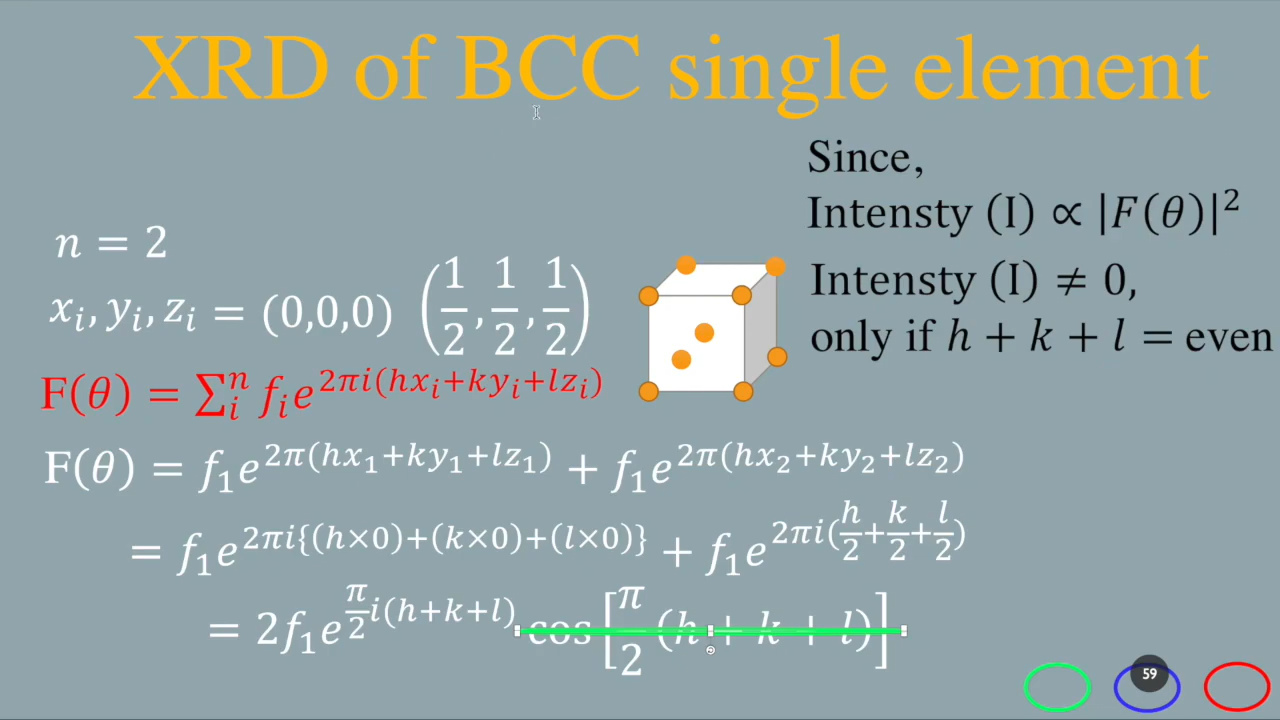 XRD of BCC single element
Since,
Intensty (I) ∝ |F(θ)|²
Intensty (I) ≠ 0,
only if h + k + l = even
n = 2
xᵢ, yᵢ, zᵢ = (0,0,0) (1/2, 1/2, 1/2)
F(θ) = ∑ᵢⁿ fᵢe^{2πi(hxᵢ+kyᵢ+lzᵢ)}
F(θ) = f₁e^{2π(hx₁+ky₁+lz₁)} + f₁e^{2π(hx₂+ky₂+lz₂)}
= f₁e^{2πi{(h×0)+(k×0)+(l×0)}} + f₁e^{2πi(h/2+k/2+l/2)}
= 2f₁e^{π/2 i(h+k+l)} cos[π/2 (h + k + l)]
59